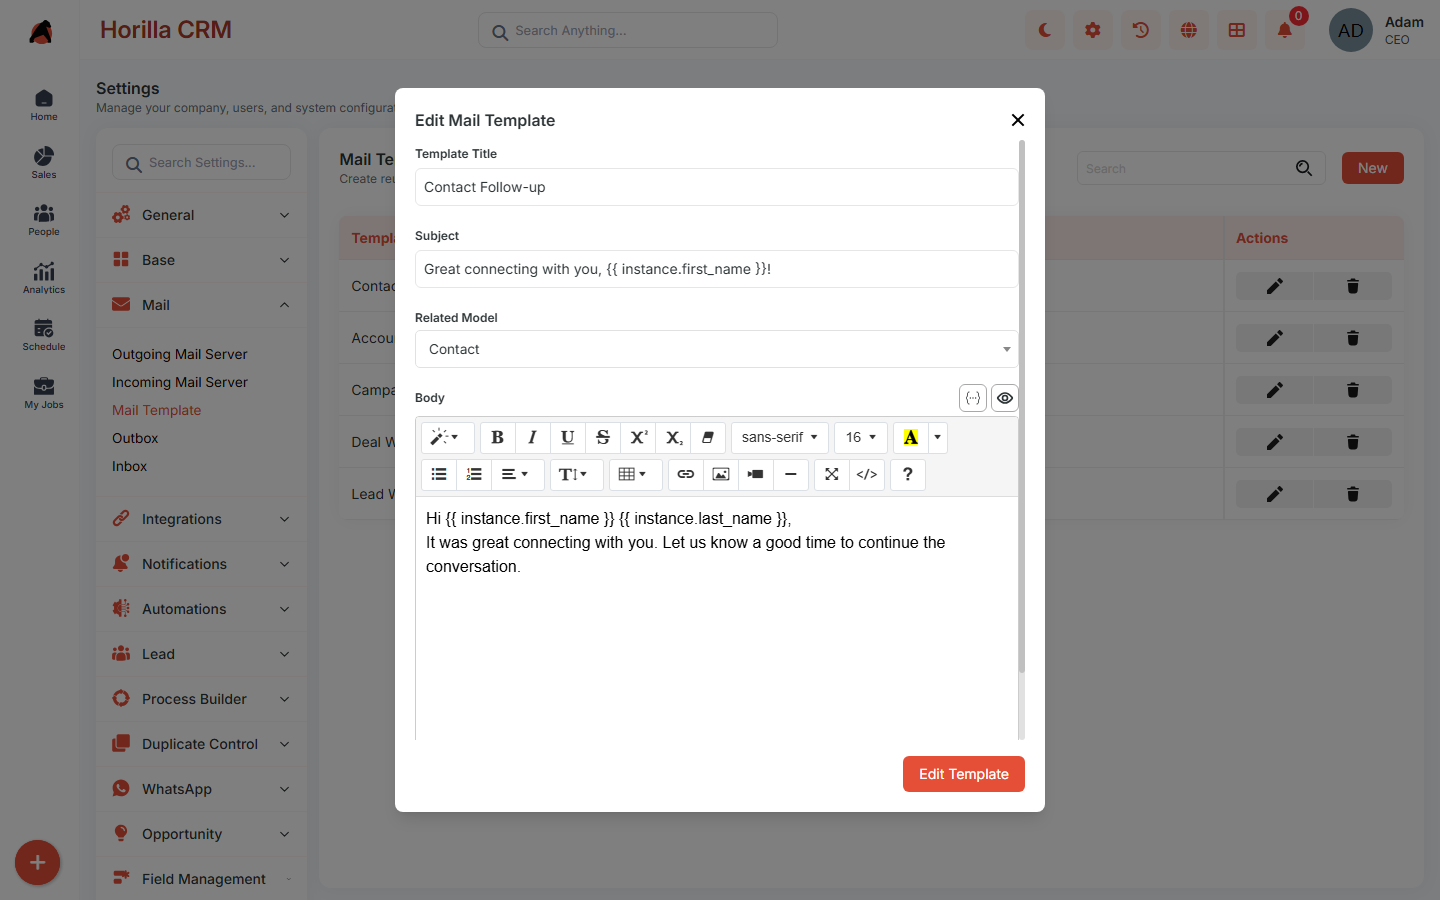 Horilla CRM
Search Anything...
0
AD
Adam
CEO
Home
Sales
People
Analytics
Schedule
My Jobs
Settings
Manage your company, users, and system
Search Settings...
General
Base
Mail
Outgoing Mail Server
Incoming Mail Server
Mail Template
Outbox
Inbox
Integrations
Notifications
Automations
Lead
Process Builder
Duplicate Control
WhatsApp
Opportunity
Field Management
Mail Te
Create reu
Search
New
Templ
Actions
Contac
Accou
Campa
Deal W
Lead W
Edit Mail Template
Template Title
Contact Follow-up
Subject
Great connecting with you, {{ instance.first_name }}!
Related Model
Contact
Body
{···}
B I U S X² X₂ sans-serif 16 A
T </> ?
Hi {{ instance.first_name }} {{ instance.last_name }},
It was great connecting with you. Let us know a good time to continue the
conversation.
Edit Template